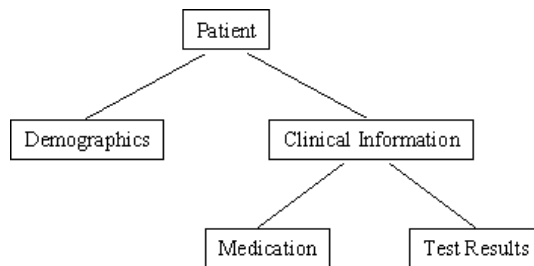 Patient
Demographics
Clinical Information
Medication
Test Results